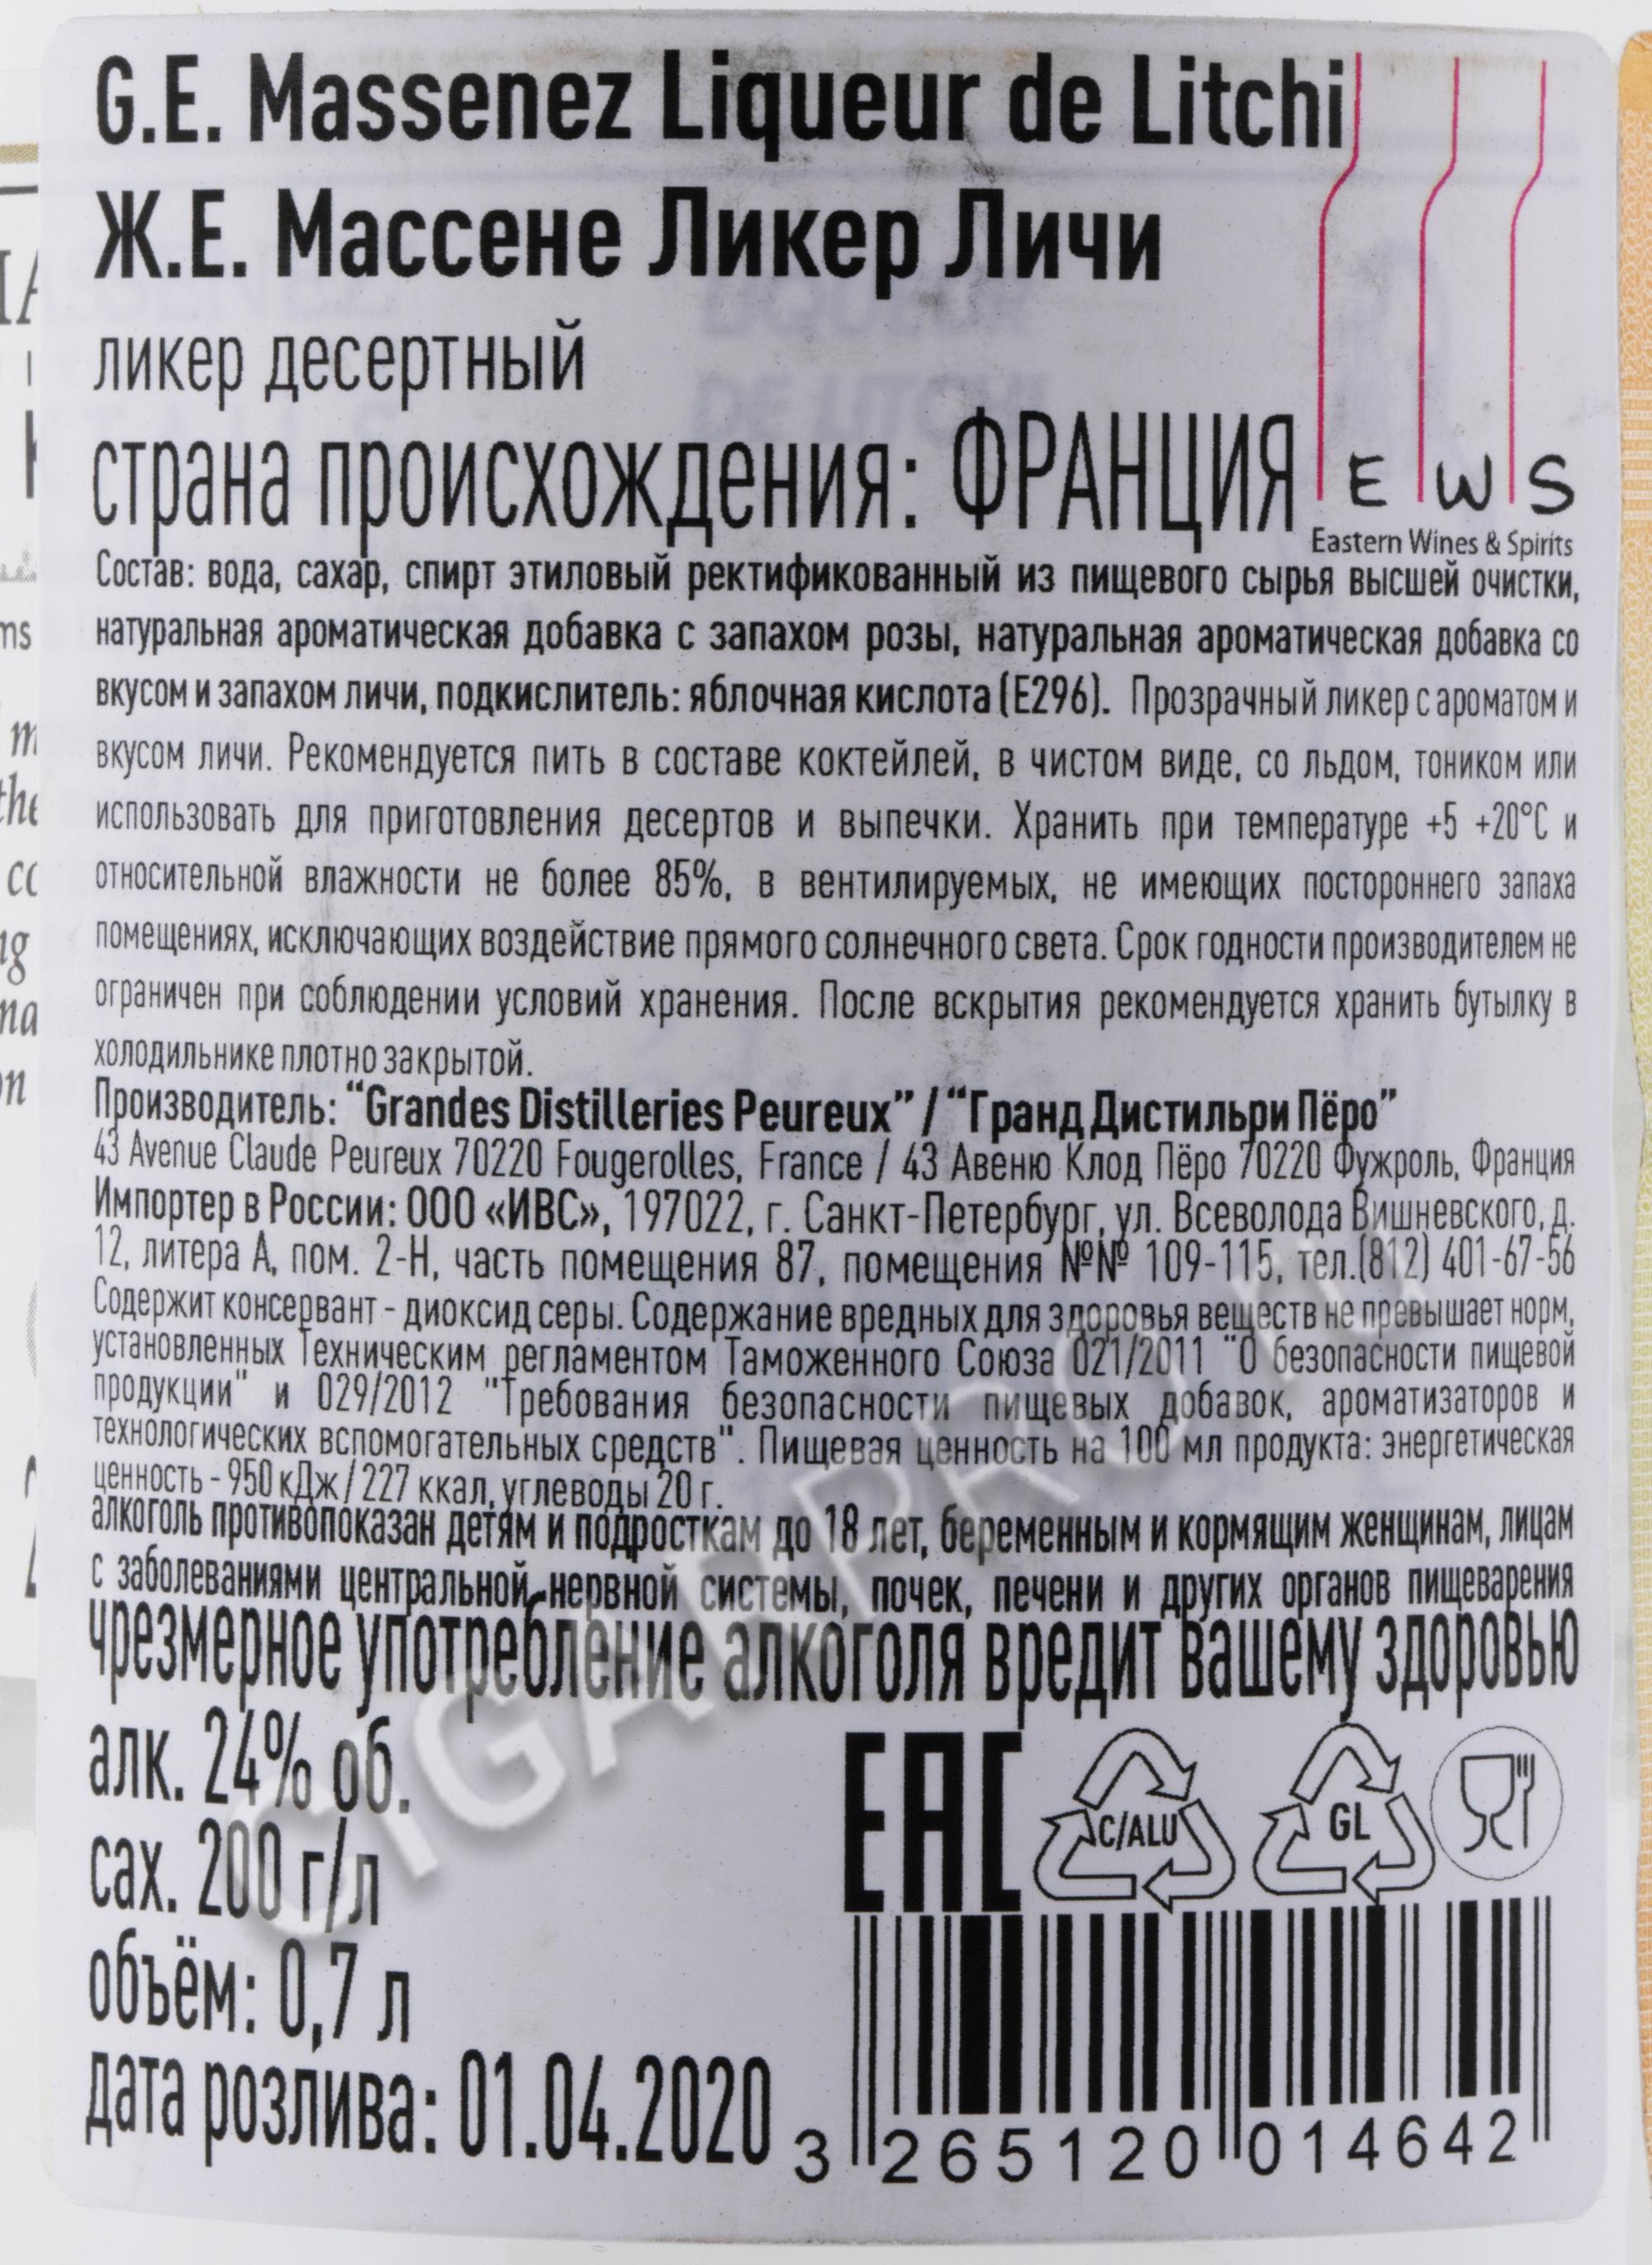 G.E. Massenez Liqueur de Litchi
Ж.Е. Массене Ликер Личи
ликер десертный
страна происхождения: ФРАНЦИЯ
E W S
Eastern Wines & Spirits
Состав: вода, сахар, спирт этиловый ректификованный из пищевого сырья высшей очистки,
натуральная ароматическая добавка с запахом розы, натуральная ароматическая добавка со
вкусом и запахом личи, подкислитель: яблочная кислота (Е296). Прозрачный ликер с ароматом и
вкусом личи. Рекомендуется пить в составе коктейлей, в чистом виде, со льдом, тоником или
использовать для приготовления десертов и выпечки. Хранить при температуре +5 +20°С и
относительной влажности не более 85%, в вентилируемых, не имеющих постороннего запаха
помещениях, исключающих воздействие прямого солнечного света. Срок годности производителем не
ограничен при соблюдении условий хранения. После вскрытия рекомендуется хранить бутылку в
холодильнике плотно закрытой.
Производитель: “Grandes Distilleries Peureux” / “Гранд Дистильри Пёро”
43 Avenue Claude Peureux 70220 Fougerolles, France / 43 Авеню Клод Пёро 70220 Фужроль, Франция
Импортер в России: ООО «ИВС», 197022, г. Санкт-Петербург, ул. Всеволода Вишневского, д.
12, литера А, пом. 2-Н, часть помещения 87, помещения №№ 109-115, тел.(812) 401-67-56
Содержит консервант - диоксид серы. Содержание вредных для здоровья веществ не превышает норм,
установленных Техническим регламентом Таможенного Союза 021/2011 "О безопасности пищевой
продукции" и 029/2012 "Требования безопасности пищевых добавок, ароматизаторов и
технологических вспомогательных средств". Пищевая ценность на 100 мл продукта: энергетическая
ценность - 950 кДж / 227 ккал, углеводы 20 г.
алкоголь противопоказан детям и подросткам до 18 лет, беременным и кормящим женщинам, лицам
с заболеваниями центральной нервной системы, почек, печени и других органов пищеварения
чрезмерное употребление алкоголя вредит вашему здоровью
алк. 24% об.
сах. 200 г/л
объём: 0,7 л
дата розлива: 01.04.2020
EAC
C/ALU
GL
3 265120 014642
CIGARPRO.ru